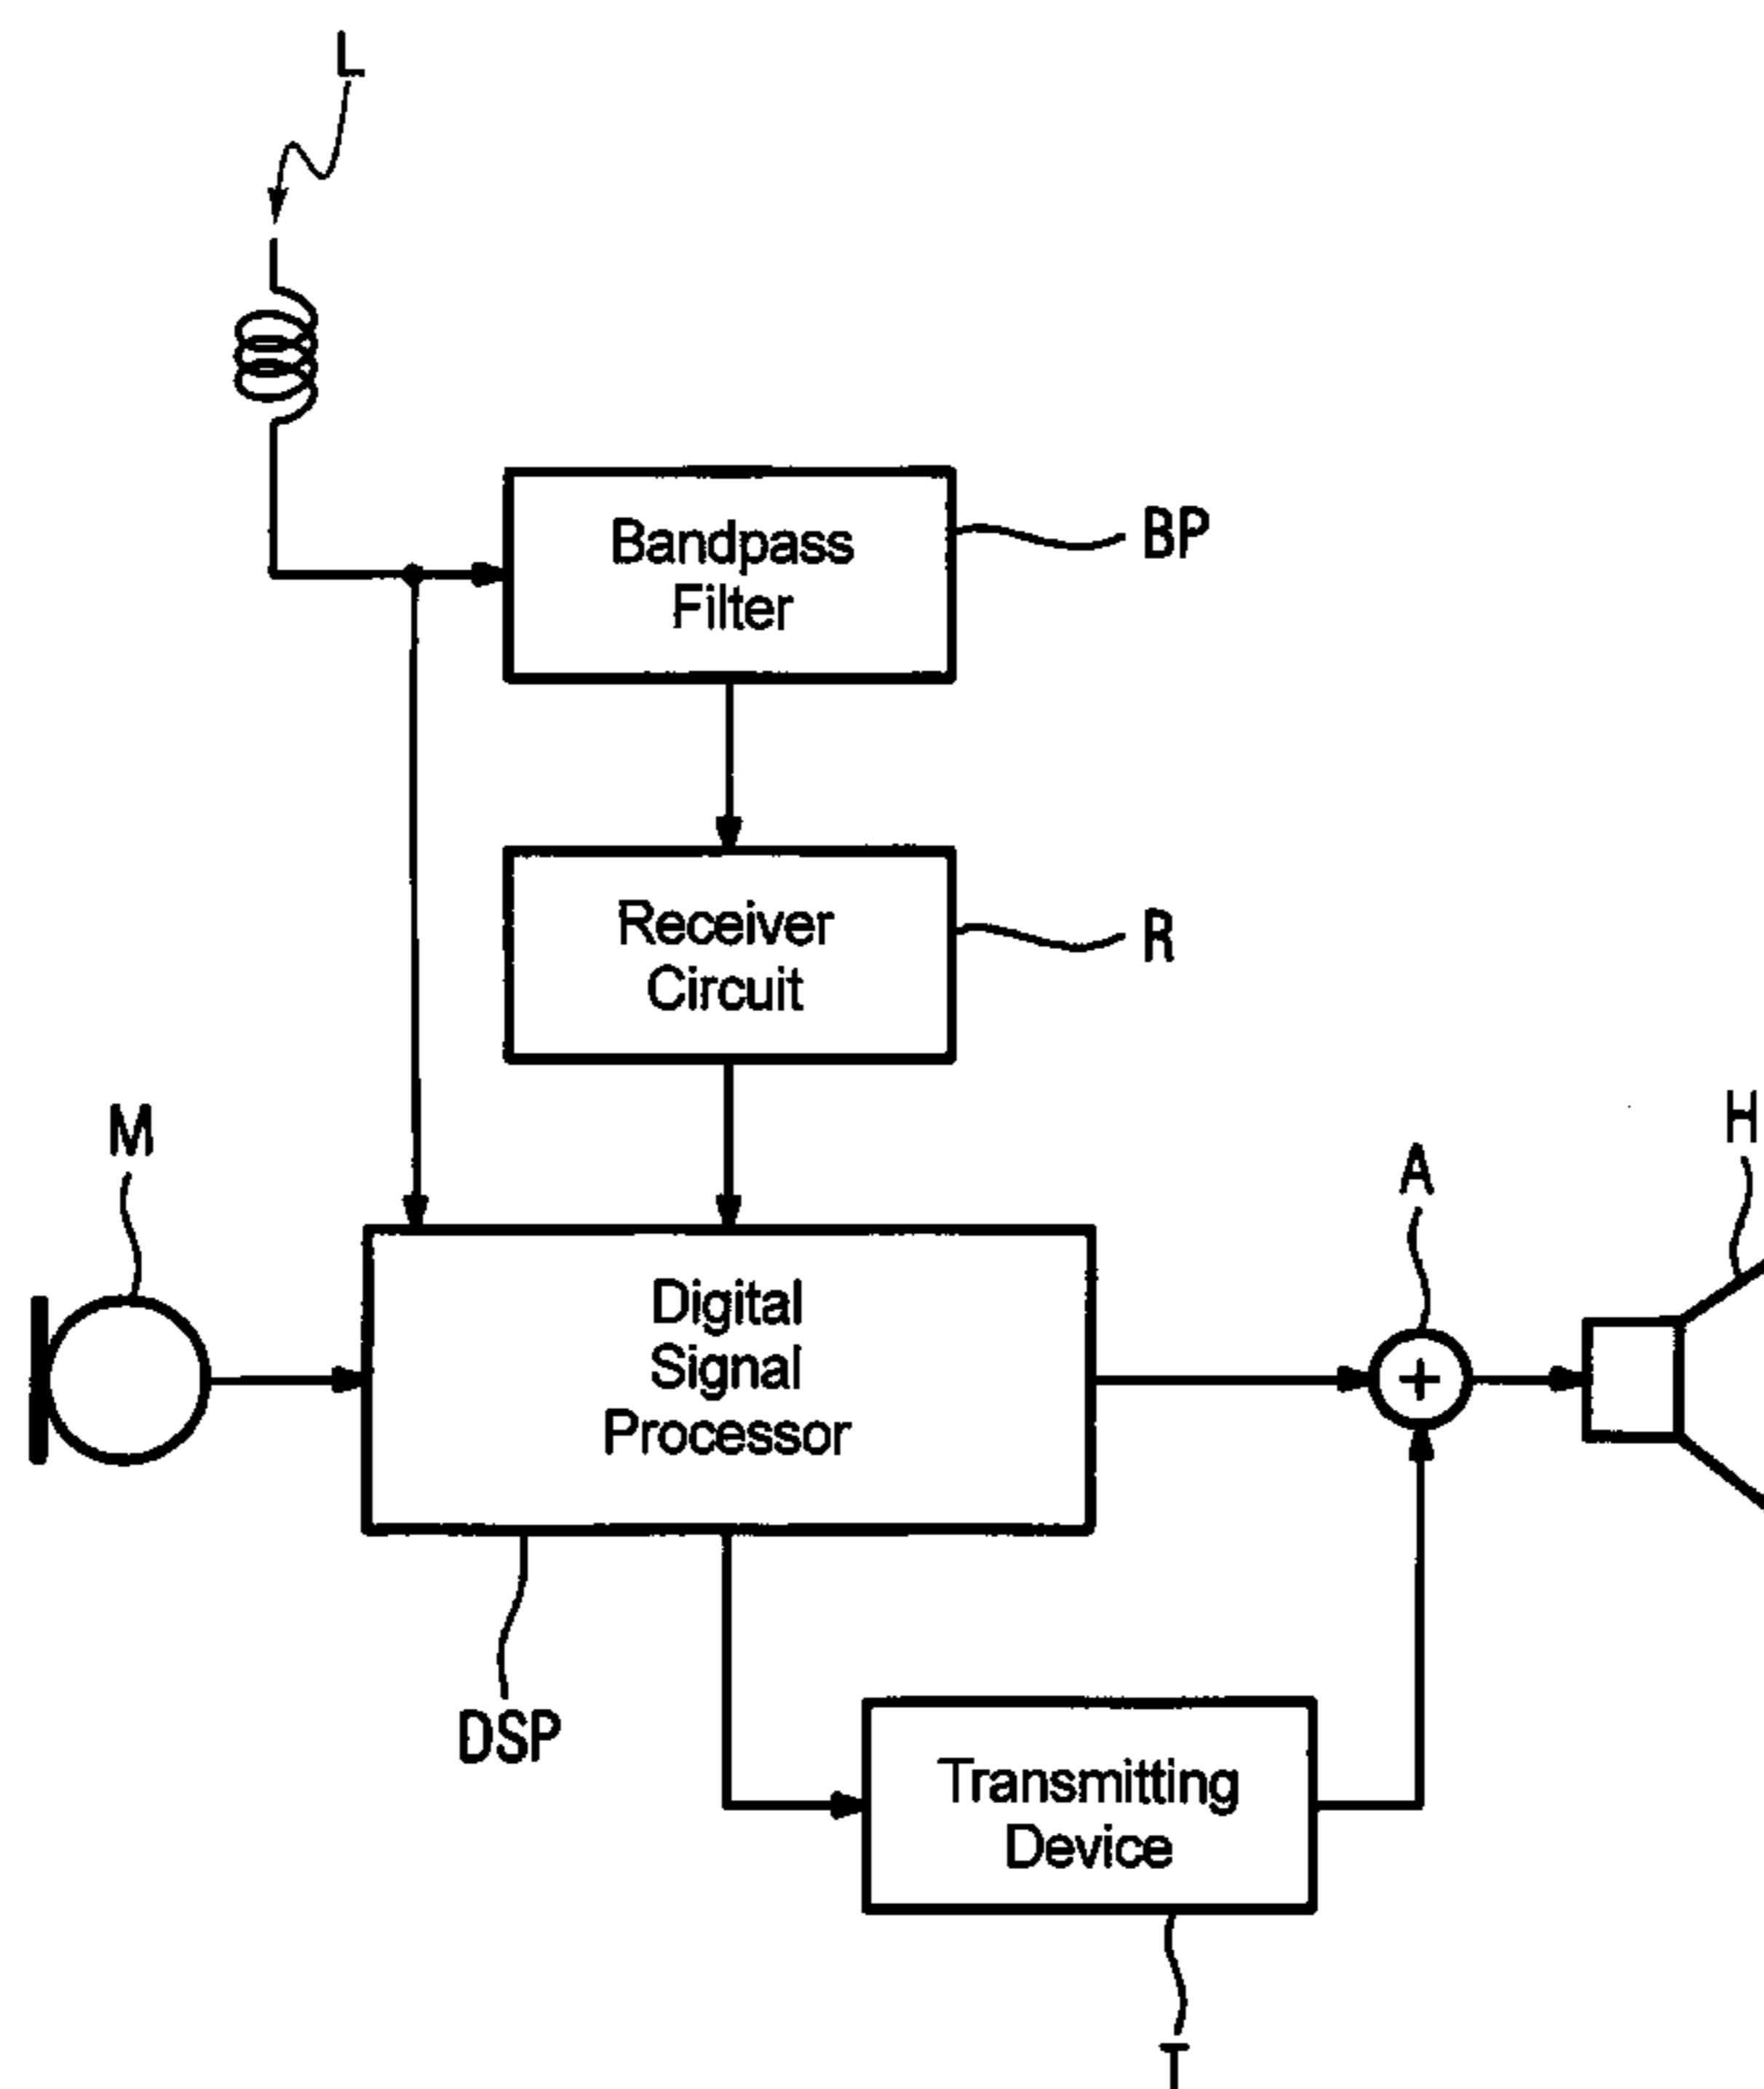 L
Bandpass
Filter
BP
Receiver
Circuit
R
M
A
H
Digital
Signal
Processor
+
DSP
Transmitting
Device
T